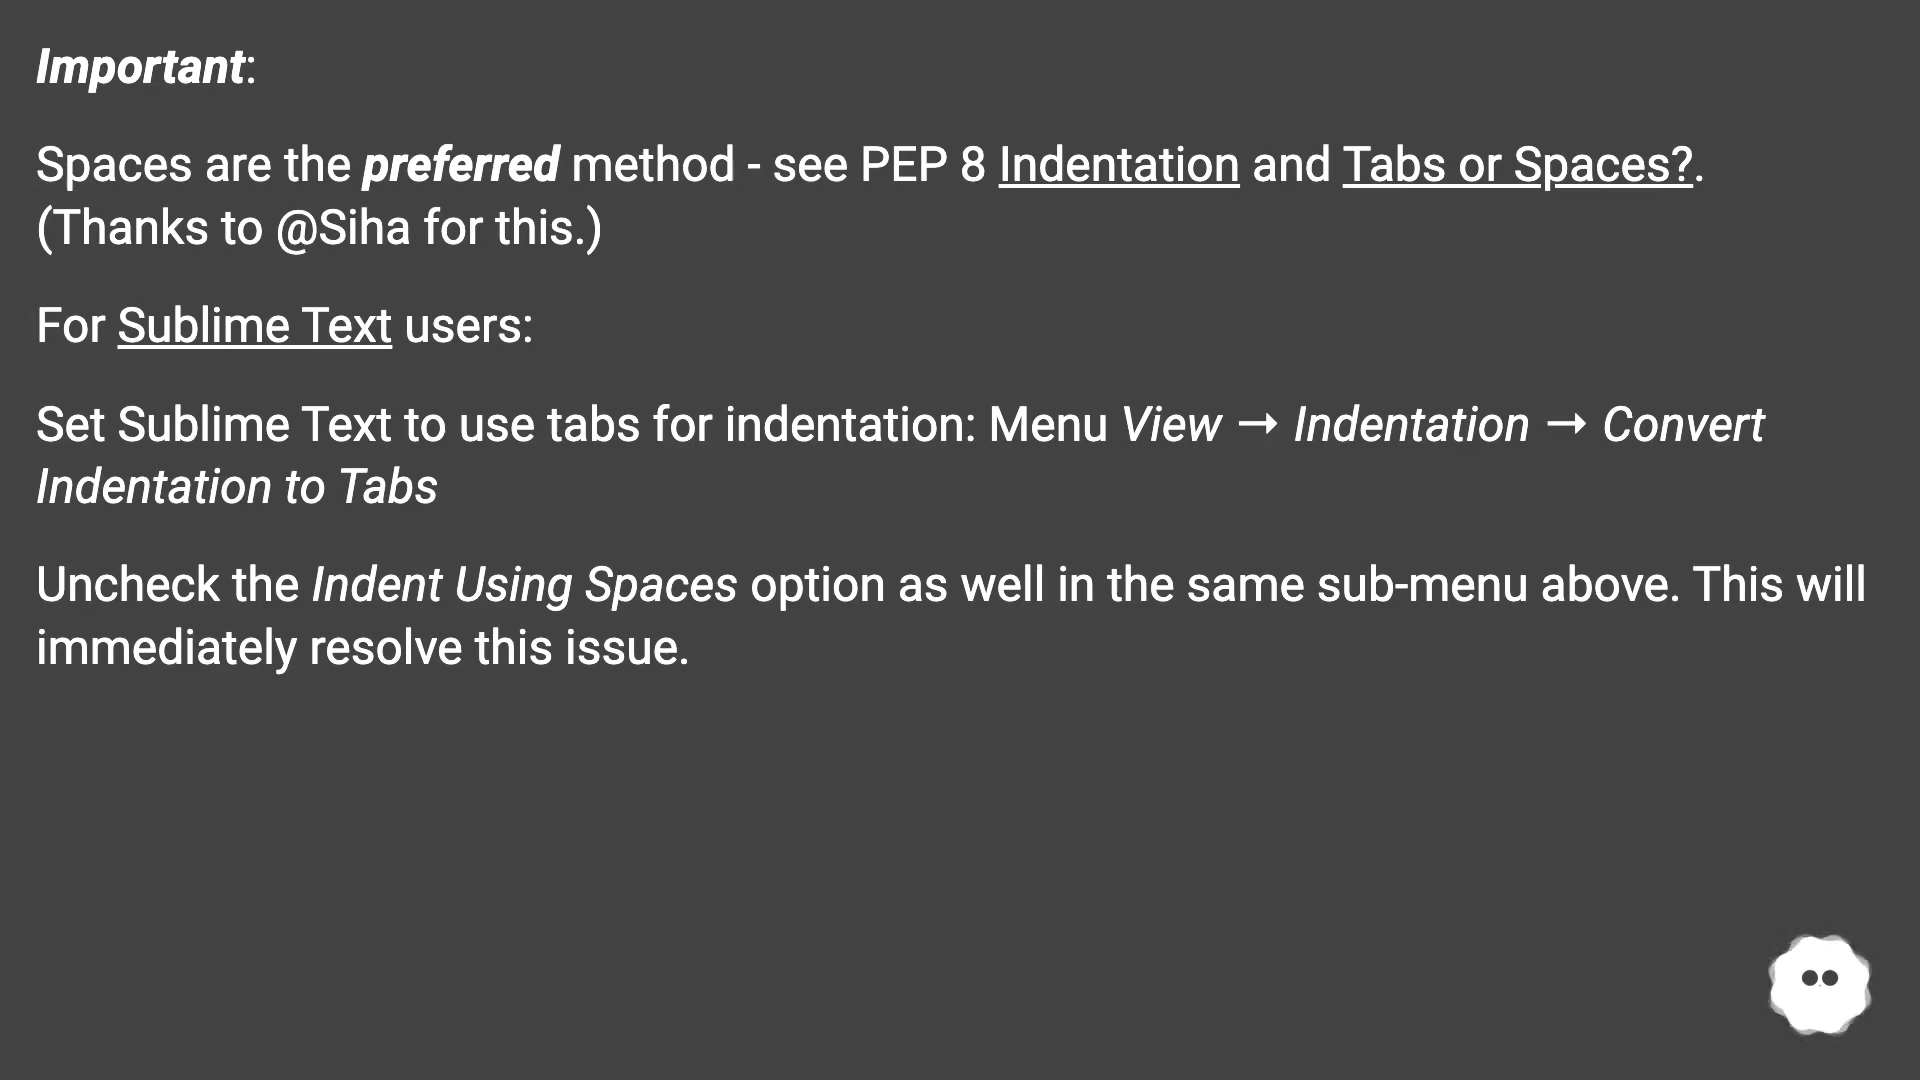 Important:
Spaces are the preferred method - see PEP 8 Indentation and Tabs or Spaces?.
(Thanks to @Siha for this.)
For Sublime Text users:
Set Sublime Text to use tabs for indentation: Menu View → Indentation → Convert
Indentation to Tabs
Uncheck the Indent Using Spaces option as well in the same sub-menu above. This will
immediately resolve this issue.